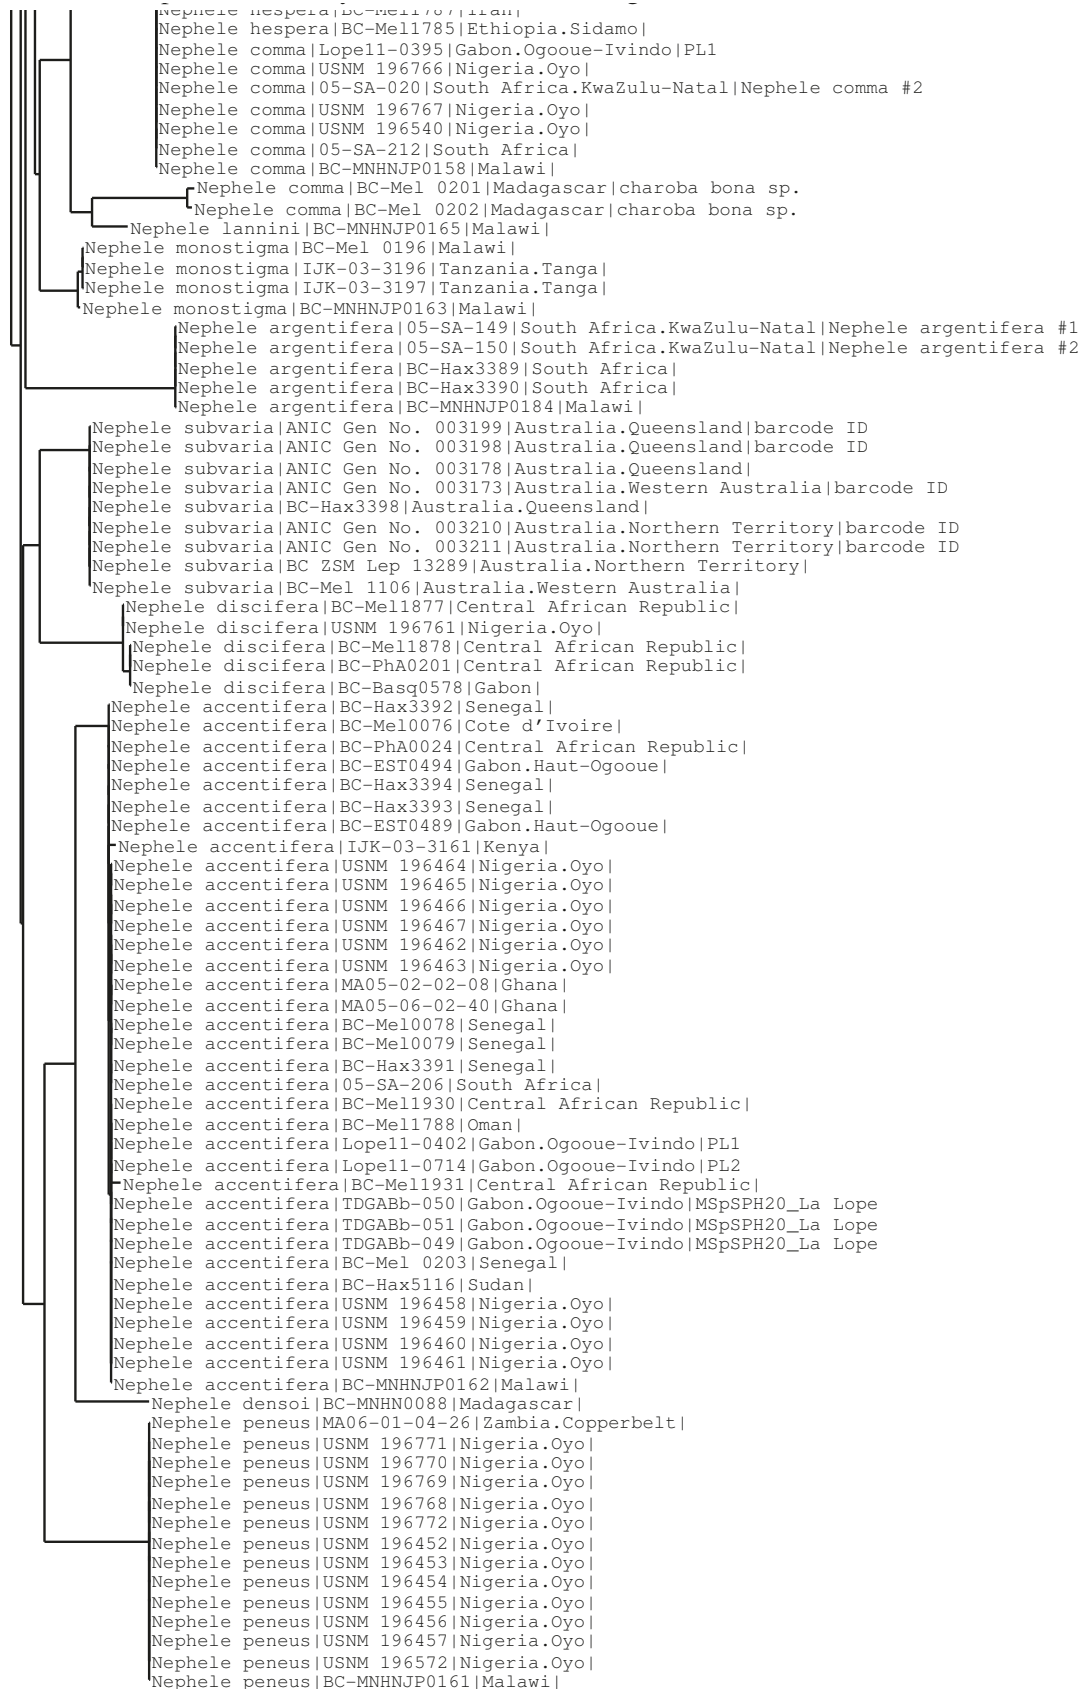 Nephele hespera|BC-Mel1787|Iran|
Nephele hespera|BC-Mel1785|Ethiopia.Sidamo|
Nephele comma|Lope11-0395|Gabon.Ogooue-Ivindo|PL1
Nephele comma|USNM 196766|Nigeria.Oyo|
Nephele comma|05-SA-020|South Africa.KwaZulu-Natal|Nephele comma #2
Nephele comma|USNM 196767|Nigeria.Oyo|
Nephele comma|USNM 196540|Nigeria.Oyo|
Nephele comma|05-SA-212|South Africa|
Nephele comma|BC-MNHNJP0158|Malawi|
Nephele comma|BC-Mel 0201|Madagascar|charoba bona sp.
Nephele comma|BC-Mel 0202|Madagascar|charoba bona sp.
Nephele lannini|BC-MNHNJP0165|Malawi|
Nephele monostigma|BC-Mel 0196|Malawi|
Nephele monostigma|IJK-03-3196|Tanzania.Tanga|
Nephele monostigma|IJK-03-3197|Tanzania.Tanga|
Nephele monostigma|BC-MNHNJP0163|Malawi|
Nephele argentifera|05-SA-149|South Africa.KwaZulu-Natal|Nephele argentifera #1
Nephele argentifera|05-SA-150|South Africa.KwaZulu-Natal|Nephele argentifera #2
Nephele argentifera|BC-Hax3389|South Africa|
Nephele argentifera|BC-Hax3390|South Africa|
Nephele argentifera|BC-MNHNJP0184|Malawi|
Nephele subvaria|ANIC Gen No. 003199|Australia.Queensland|barcode ID
Nephele subvaria|ANIC Gen No. 003198|Australia.Queensland|barcode ID
Nephele subvaria|ANIC Gen No. 003178|Australia.Queensland|
Nephele subvaria|ANIC Gen No. 003173|Australia.Western Australia|barcode ID
Nephele subvaria|BC-Hax3398|Australia.Queensland|
Nephele subvaria|ANIC Gen No. 003210|Australia.Northern Territory|barcode ID
Nephele subvaria|ANIC Gen No. 003211|Australia.Northern Territory|barcode ID
Nephele subvaria|BC ZSM Lep 13289|Australia.Northern Territory|
Nephele subvaria|BC-Mel 1106|Australia.Western Australia|
Nephele discifera|BC-Mel1877|Central African Republic|
Nephele discifera|USNM 196761|Nigeria.Oyo|
Nephele discifera|BC-Mel1878|Central African Republic|
Nephele discifera|BC-PhA0201|Central African Republic|
Nephele discifera|BC-Basq0578|Gabon|
Nephele accentifera|BC-Hax3392|Senegal|
Nephele accentifera|BC-Mel0076|Cote d'Ivoire|
Nephele accentifera|BC-PhA0024|Central African Republic|
Nephele accentifera|BC-EST0494|Gabon.Haut-Ogooue|
Nephele accentifera|BC-Hax3394|Senegal|
Nephele accentifera|BC-Hax3393|Senegal|
Nephele accentifera|BC-EST0489|Gabon.Haut-Ogooue|
Nephele accentifera|IJK-03-3161|Kenya|
Nephele accentifera|USNM 196464|Nigeria.Oyo|
Nephele accentifera|USNM 196465|Nigeria.Oyo|
Nephele accentifera|USNM 196466|Nigeria.Oyo|
Nephele accentifera|USNM 196467|Nigeria.Oyo|
Nephele accentifera|USNM 196462|Nigeria.Oyo|
Nephele accentifera|USNM 196463|Nigeria.Oyo|
Nephele accentifera|MA05-02-02-08|Ghana|
Nephele accentifera|MA05-06-02-40|Ghana|
Nephele accentifera|BC-Mel0078|Senegal|
Nephele accentifera|BC-Mel0079|Senegal|
Nephele accentifera|BC-Hax3391|Senegal|
Nephele accentifera|05-SA-206|South Africa|
Nephele accentifera|BC-Mel1930|Central African Republic|
Nephele accentifera|BC-Mel1788|Oman|
Nephele accentifera|Lope11-0402|Gabon.Ogooue-Ivindo|PL1
Nephele accentifera|Lope11-0714|Gabon.Ogooue-Ivindo|PL2
Nephele accentifera|BC-Mel1931|Central African Republic|
Nephele accentifera|TDGABb-050|Gabon.Ogooue-Ivindo|MSpSPH20_La Lope
Nephele accentifera|TDGABb-051|Gabon.Ogooue-Ivindo|MSpSPH20_La Lope
Nephele accentifera|TDGABb-049|Gabon.Ogooue-Ivindo|MSpSPH20_La Lope
Nephele accentifera|BC-Mel 0203|Senegal|
Nephele accentifera|BC-Hax5116|Sudan|
Nephele accentifera|USNM 196458|Nigeria.Oyo|
Nephele accentifera|USNM 196459|Nigeria.Oyo|
Nephele accentifera|USNM 196460|Nigeria.Oyo|
Nephele accentifera|USNM 196461|Nigeria.Oyo|
Nephele accentifera|BC-MNHNJP0162|Malawi|
Nephele densoi|BC-MNHN0088|Madagascar|
Nephele peneus|MA06-01-04-26|Zambia.Copperbelt|
Nephele peneus|USNM 196771|Nigeria.Oyo|
Nephele peneus|USNM 196770|Nigeria.Oyo|
Nephele peneus|USNM 196769|Nigeria.Oyo|
Nephele peneus|USNM 196768|Nigeria.Oyo|
Nephele peneus|USNM 196772|Nigeria.Oyo|
Nephele peneus|USNM 196452|Nigeria.Oyo|
Nephele peneus|USNM 196453|Nigeria.Oyo|
Nephele peneus|USNM 196454|Nigeria.Oyo|
Nephele peneus|USNM 196455|Nigeria.Oyo|
Nephele peneus|USNM 196456|Nigeria.Oyo|
Nephele peneus|USNM 196457|Nigeria.Oyo|
Nephele peneus|USNM 196572|Nigeria.Oyo|
Nephele peneus|BC-MNHNJP0161|Malawi|